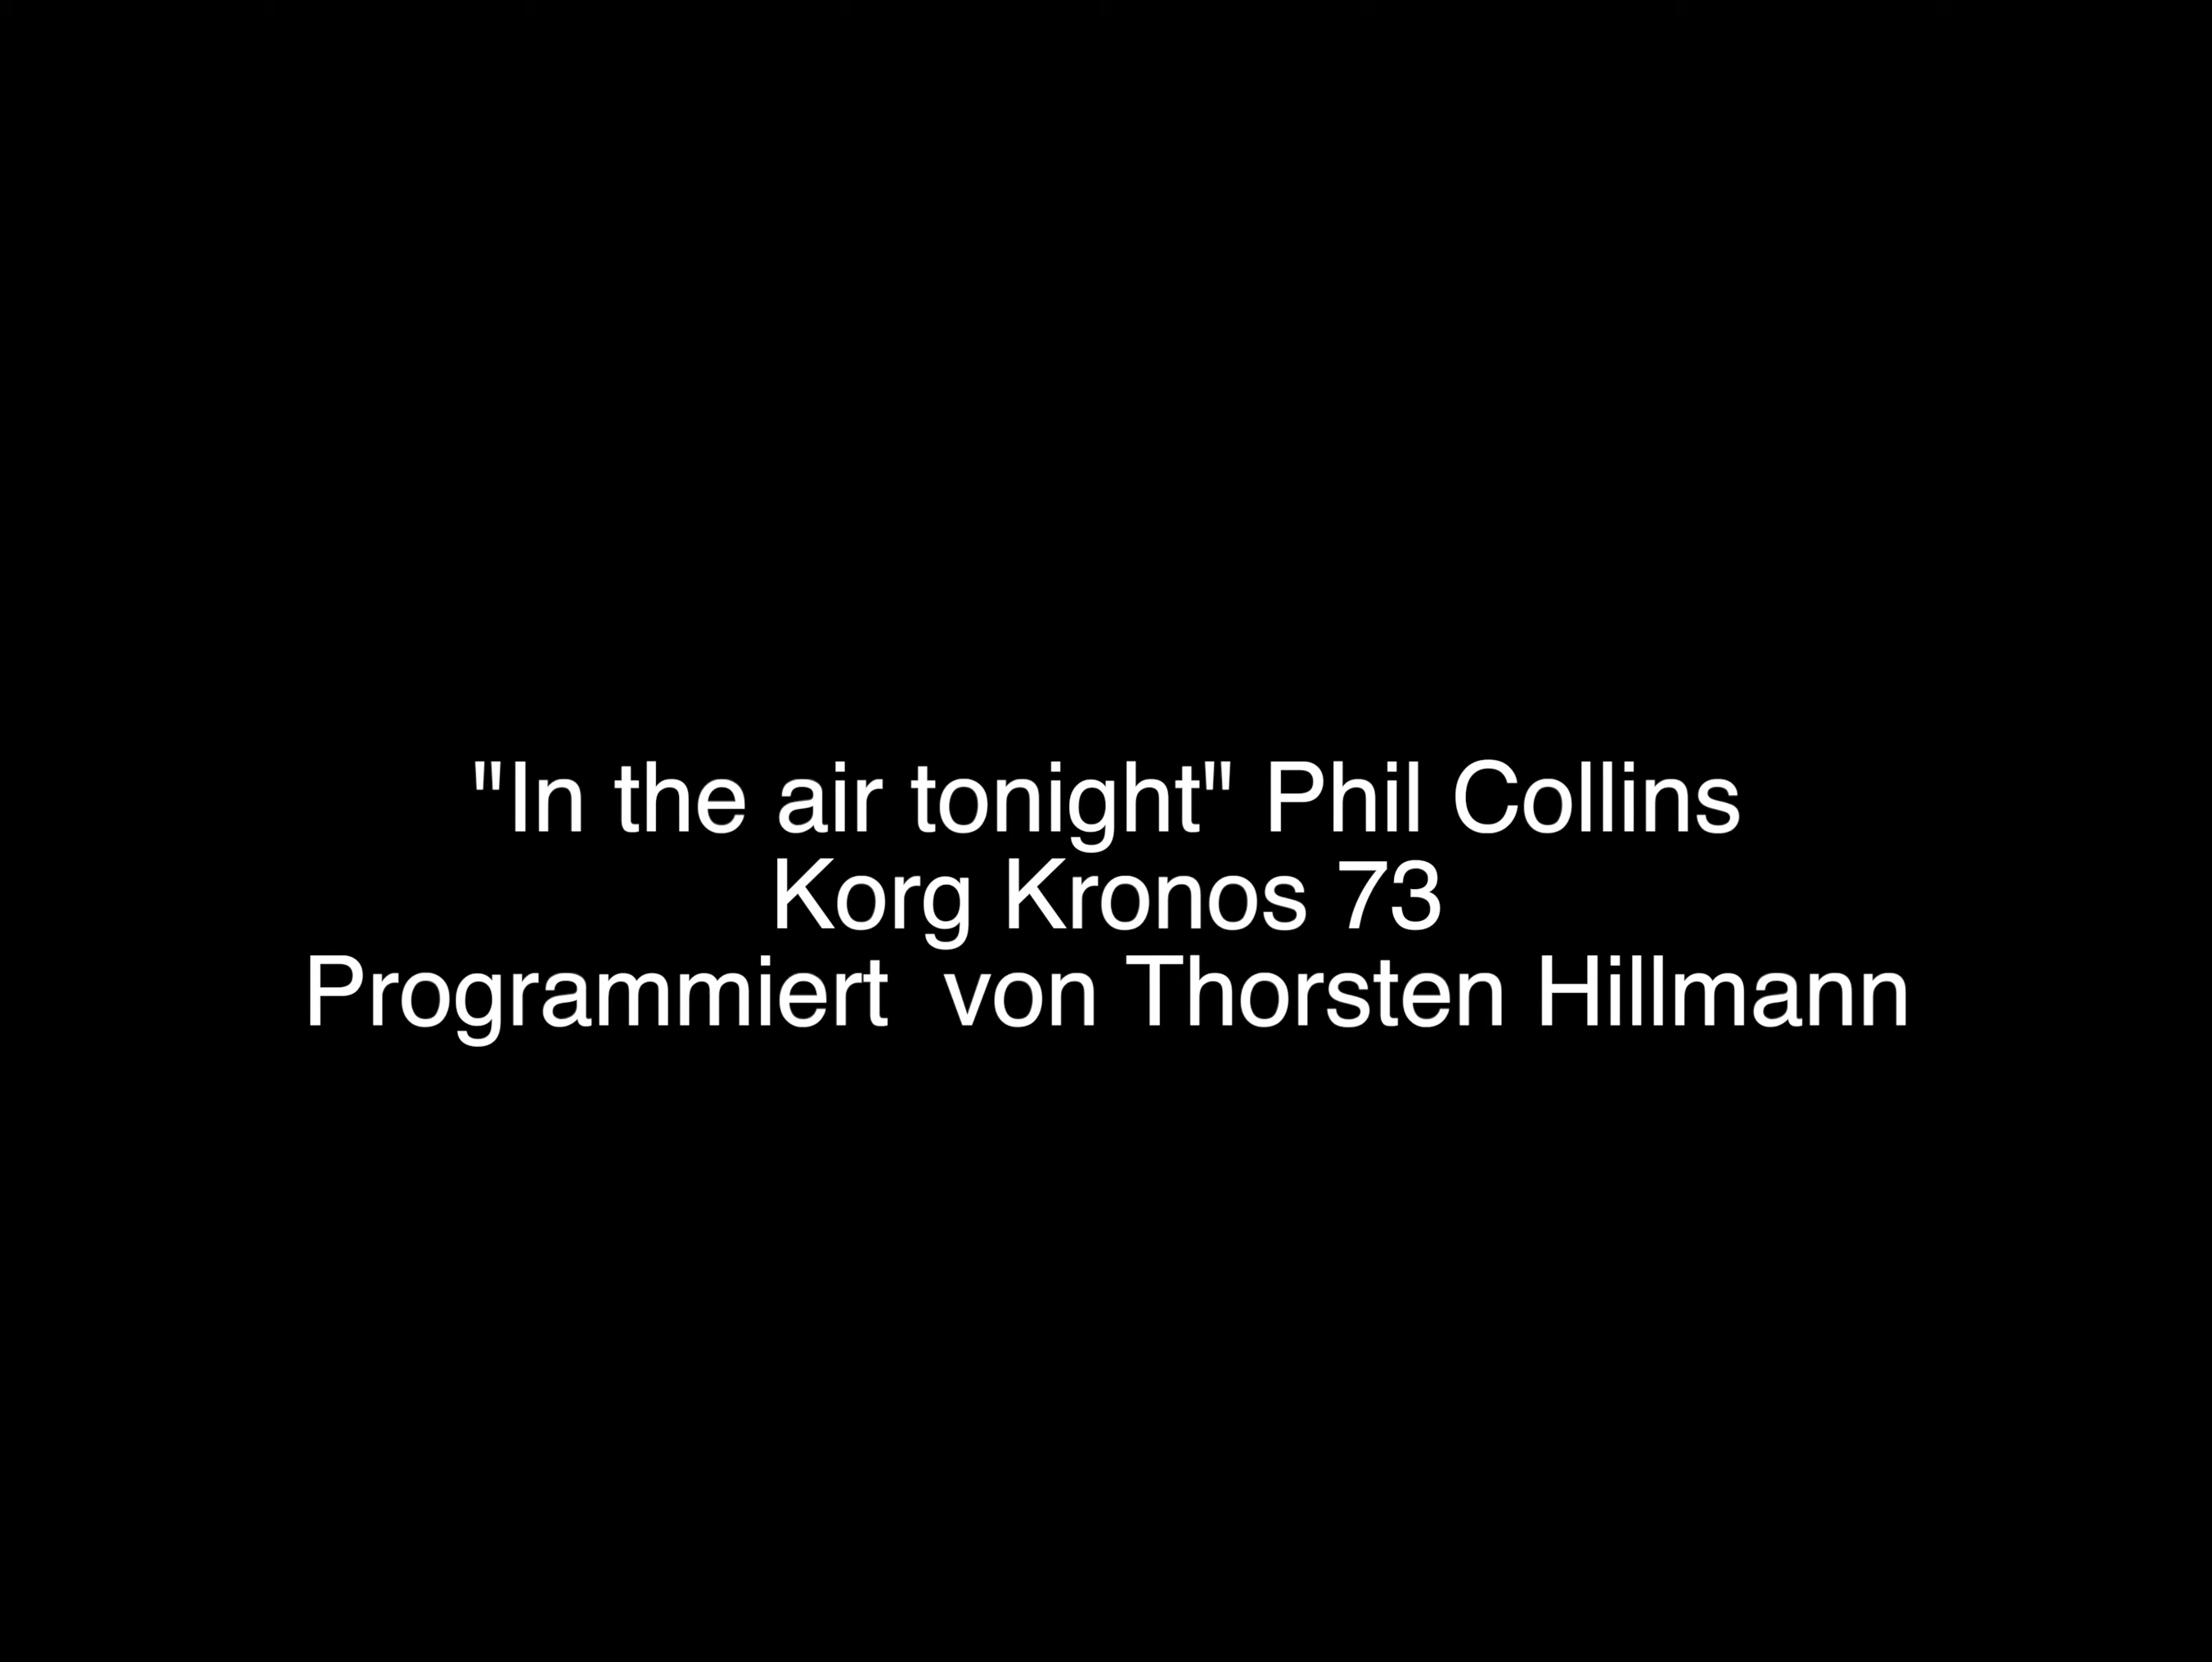 "In the air tonight" Phil Collins
Korg Kronos 73
Programmiert  von Thorsten Hillmann